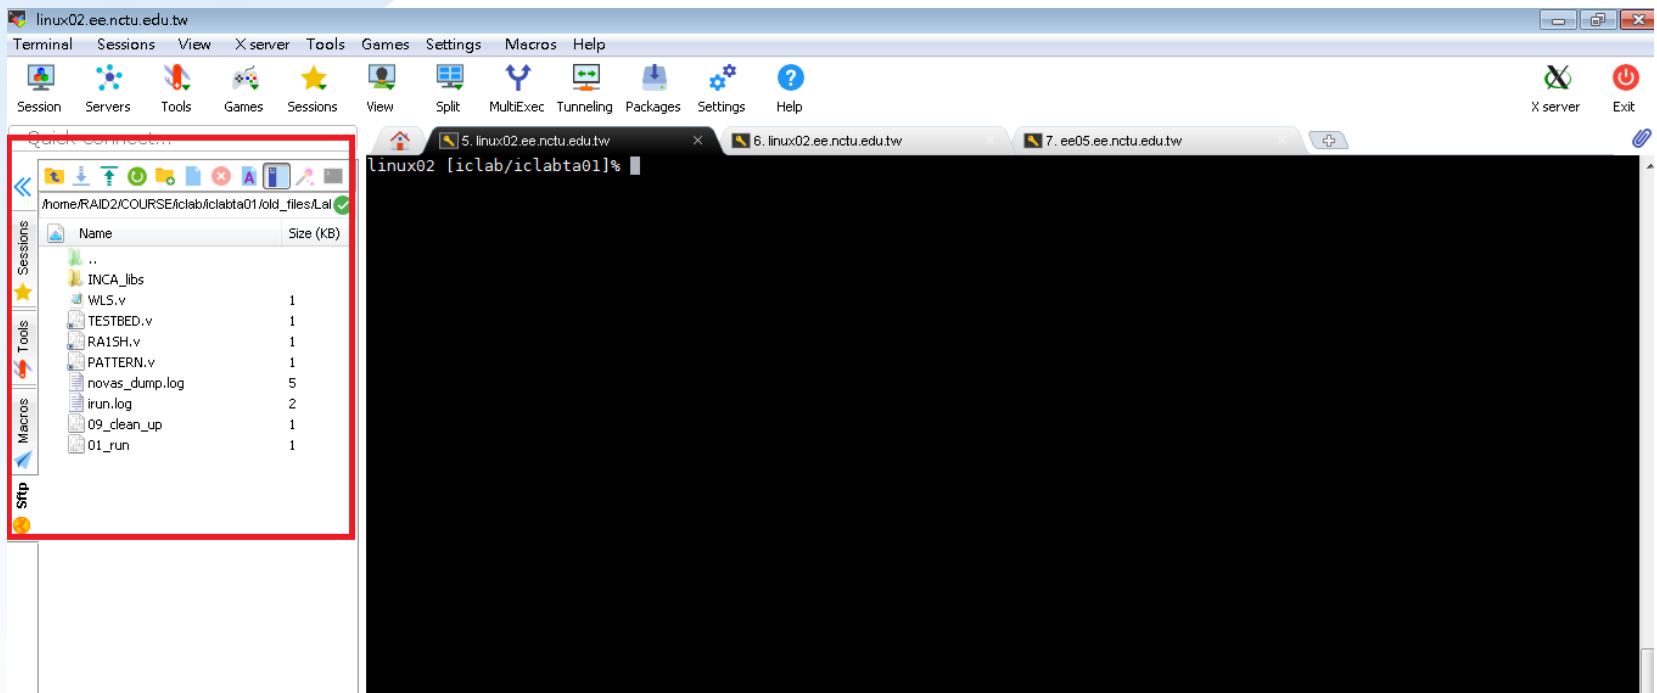 linux02.ee.nctu.edu.tw
Terminal Sessions View X server Tools Games Settings Macros Help
Session Servers Tools Games Sessions View Split MultiExec Tunneling Packages Settings Help X server Exit
Quick connect...
5. linux02.ee.nctu.edu.tw
6. linux02.ee.nctu.edu.tw
7. ee05.ee.nctu.edu.tw
/home/RAID2/COURSE/iclab/iclabta01/old_files/Lal
Name Size (KB)
..
INCA_libs
WLS.v 1
TESTBED.v 1
RA1SH.v 1
PATTERN.v 1
novas_dump.log 5
irun.log 2
09_clean_up 1
01_run 1
Sessions
Tools
Macros
Sftp
linux02 [iclab/iclabta01]%